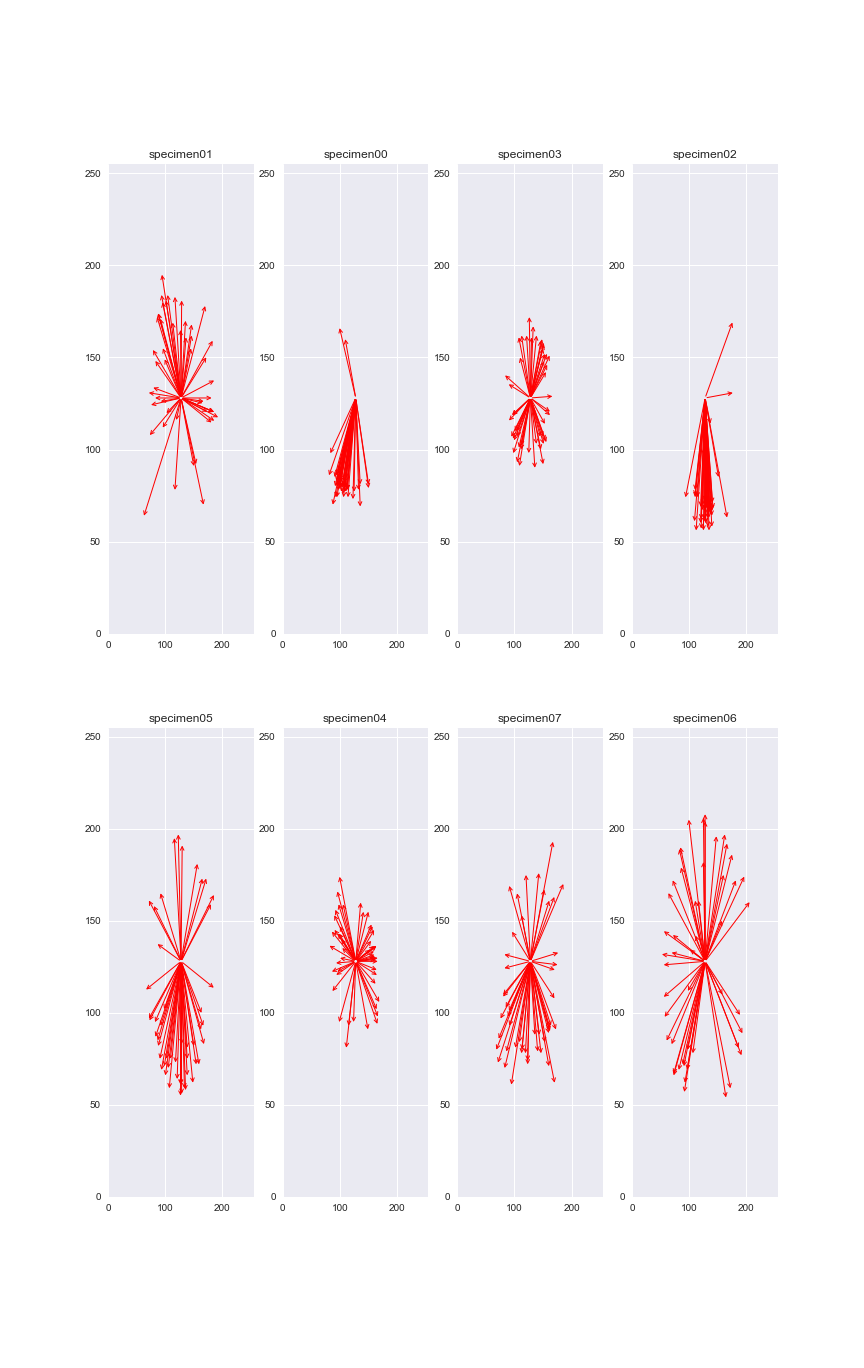 specimen01 specimen00 specimen03 specimen02
250 250 250 250
200 200 200 200
150 150 150 150
100 100 100 100
50 50 50 50
0 0 0 0
0 100 200 0 100 200 0 100 200 0 100 200
specimen05 specimen04 specimen07 specimen06
250 250 250 250
200 200 200 200
150 150 150 150
100 100 100 100
50 50 50 50
0 0 0 0
0 100 200 0 100 200 0 100 200 0 100 200